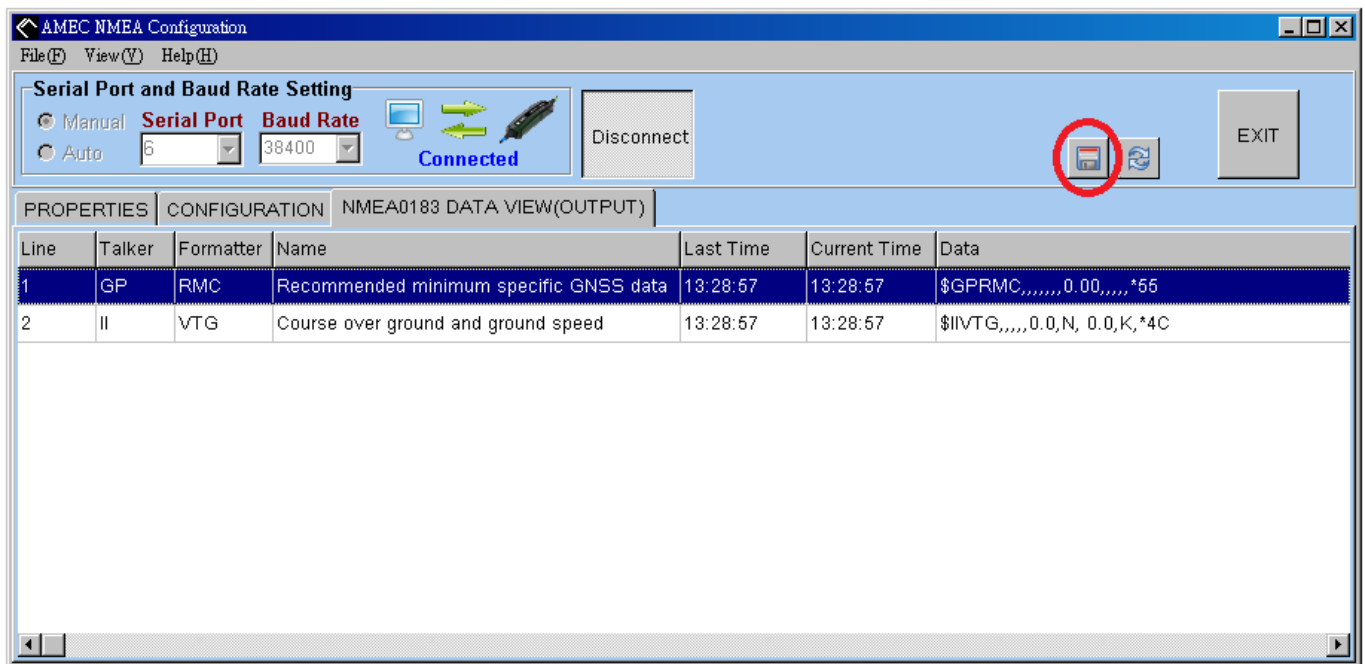 AMEC NMEA Configuration
File(F) View(V) Help(H)
Serial Port and Baud Rate Setting
Manual Serial Port Baud Rate
Auto 6 38400
Connected
Disconnect
EXIT
PROPERTIES CONFIGURATION NMEA0183 DATA VIEW(OUTPUT)
Line Talker Formatter Name Last Time Current Time Data
1 GP RMC Recommended minimum specific GNSS data 13:28:57 13:28:57 $GPRMC,,,,,,,0.00,,,,,*55
2 II VTG Course over ground and ground speed 13:28:57 13:28:57 $IIVTG,,,,,0.0,N, 0.0,K,*4C